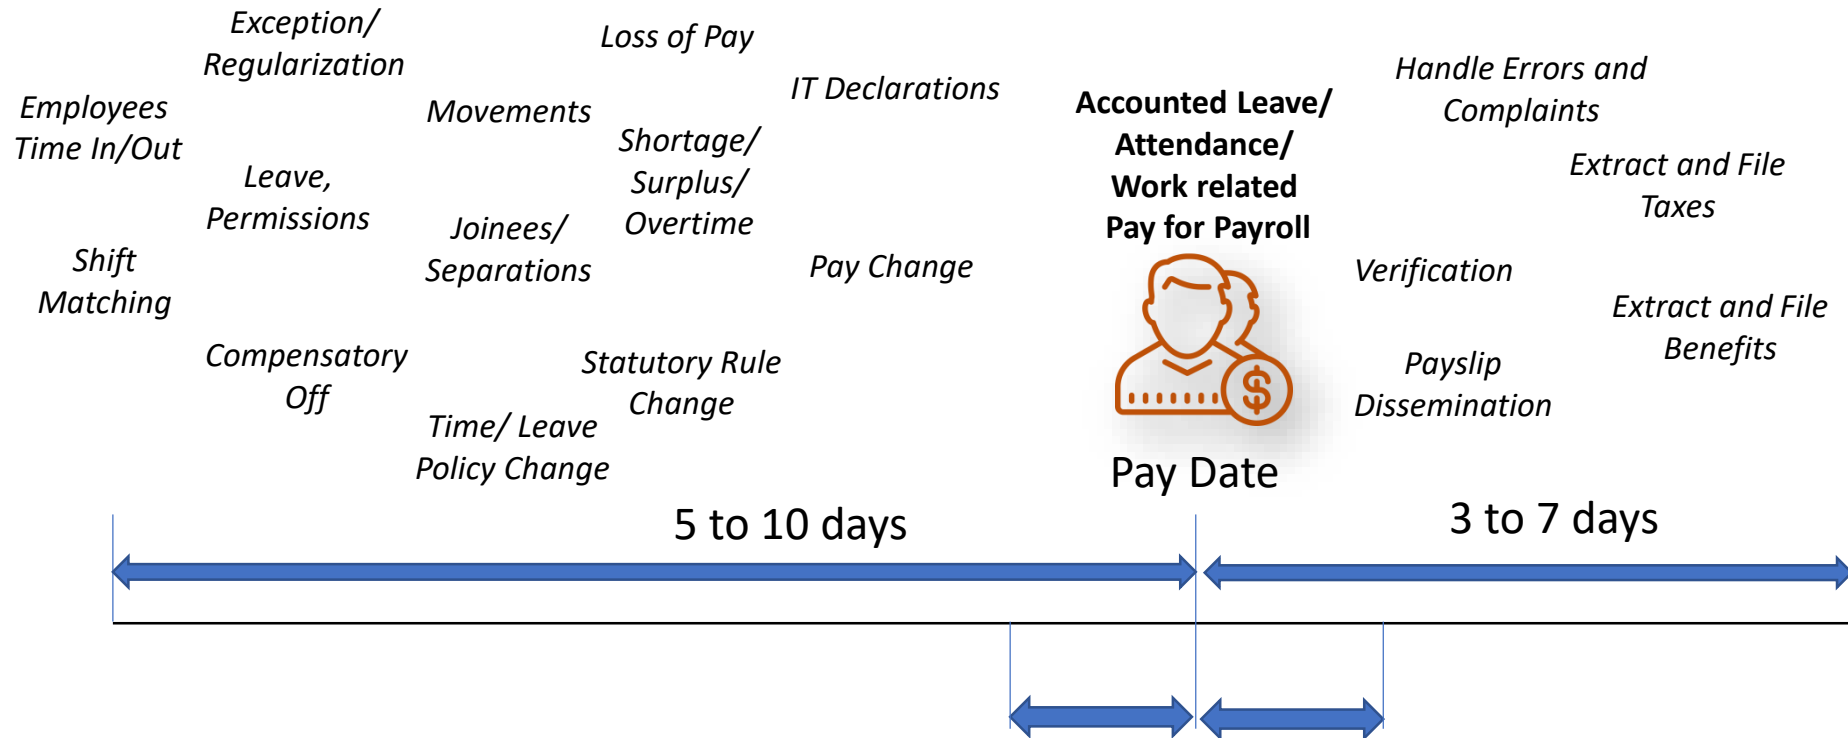 Employees
Time In/Out
Shift
Matching
Exception/
Regularization
Leave,
Permissions
Compensatory
Off
Movements
Joinees/
Separations
Time/ Leave
Policy Change
Loss of Pay
Shortage/
Surplus/
Overtime
Statutory Rule
Change
IT Declarations
Pay Change
Accounted Leave/
Attendance/
Work related
Pay for Payroll
$
Pay Date
Handle Errors and
Complaints
Verification
Payslip
Dissemination
Extract and File
Taxes
Extract and File
Benefits
5 to 10 days
3 to 7 days